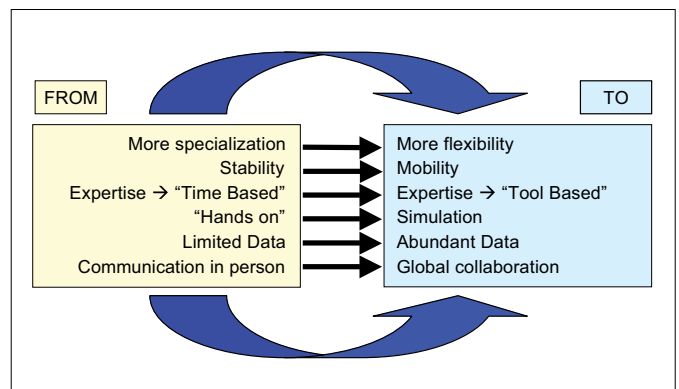 FROM
TO
More specialization
More flexibility
Stability
Mobility
Expertise → “Time Based”
Expertise → “Tool Based”
“Hands on”
Simulation
Limited Data
Abundant Data
Communication in person
Global collaboration